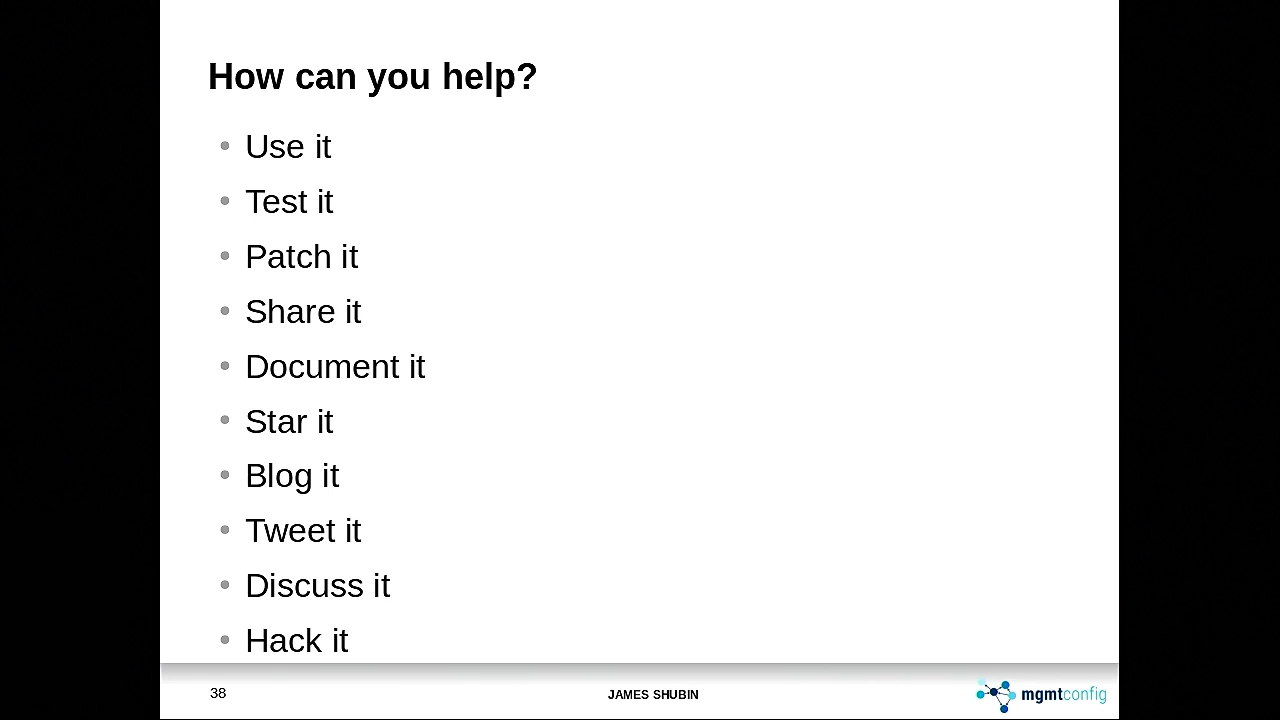 How can you help?
• Use it
• Test it
• Patch it
• Share it
• Document it
• Star it
• Blog it
• Tweet it
• Discuss it
• Hack it
38
JAMES SHUBIN
mgmtconfig